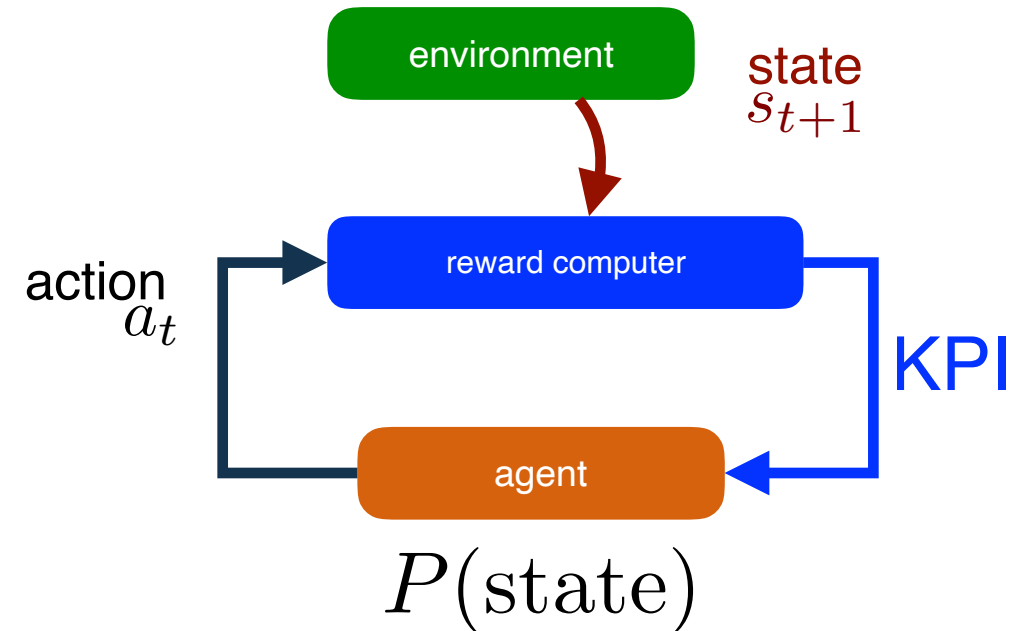 environment
state
s_{t+1}
reward computer
action
a_t
KPI
agent
P(state)